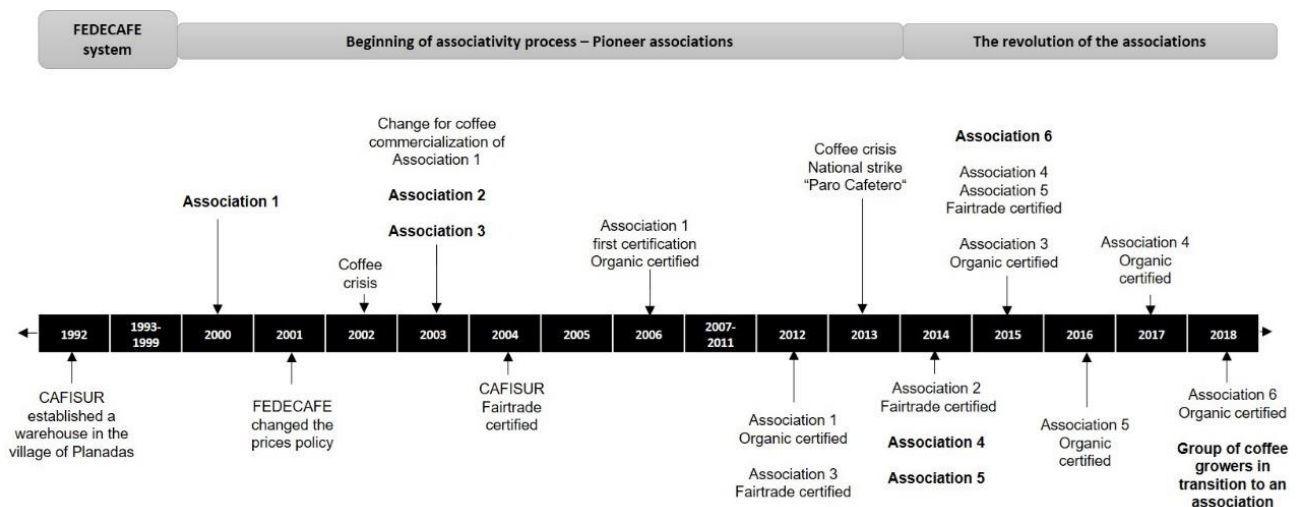 FEDECAFE
system
Beginning of associativity process – Pioneer associations
The revolution of the associations
Change for coffee
commercialization of
Association 1
Association 2
Association 3
Association 1
Coffee
crisis
Association 1
first certification
Organic certified
Coffee crisis
National strike
“Paro Cafetero“
Association 6
Association 4
Association 5
Fairtrade certified
Association 3
Organic certified
Association 4
Organic
certified
1992
1993-
1999
2000
2001
2002
2003
2004
2005
2006
2007-
2011
2012
2013
2014
2015
2016
2017
2018
CAFISUR
established a
warehouse in the
village of Planadas
FEDECAFE
changed the
prices policy
CAFISUR
Fairtrade
certified
Association 1
Organic certified
Association 3
Fairtrade certified
Association 2
Fairtrade certified
Association 4
Association 5
Association 5
Organic
certified
Association 6
Organic certified
Group of coffee
growers in
transition to an
association